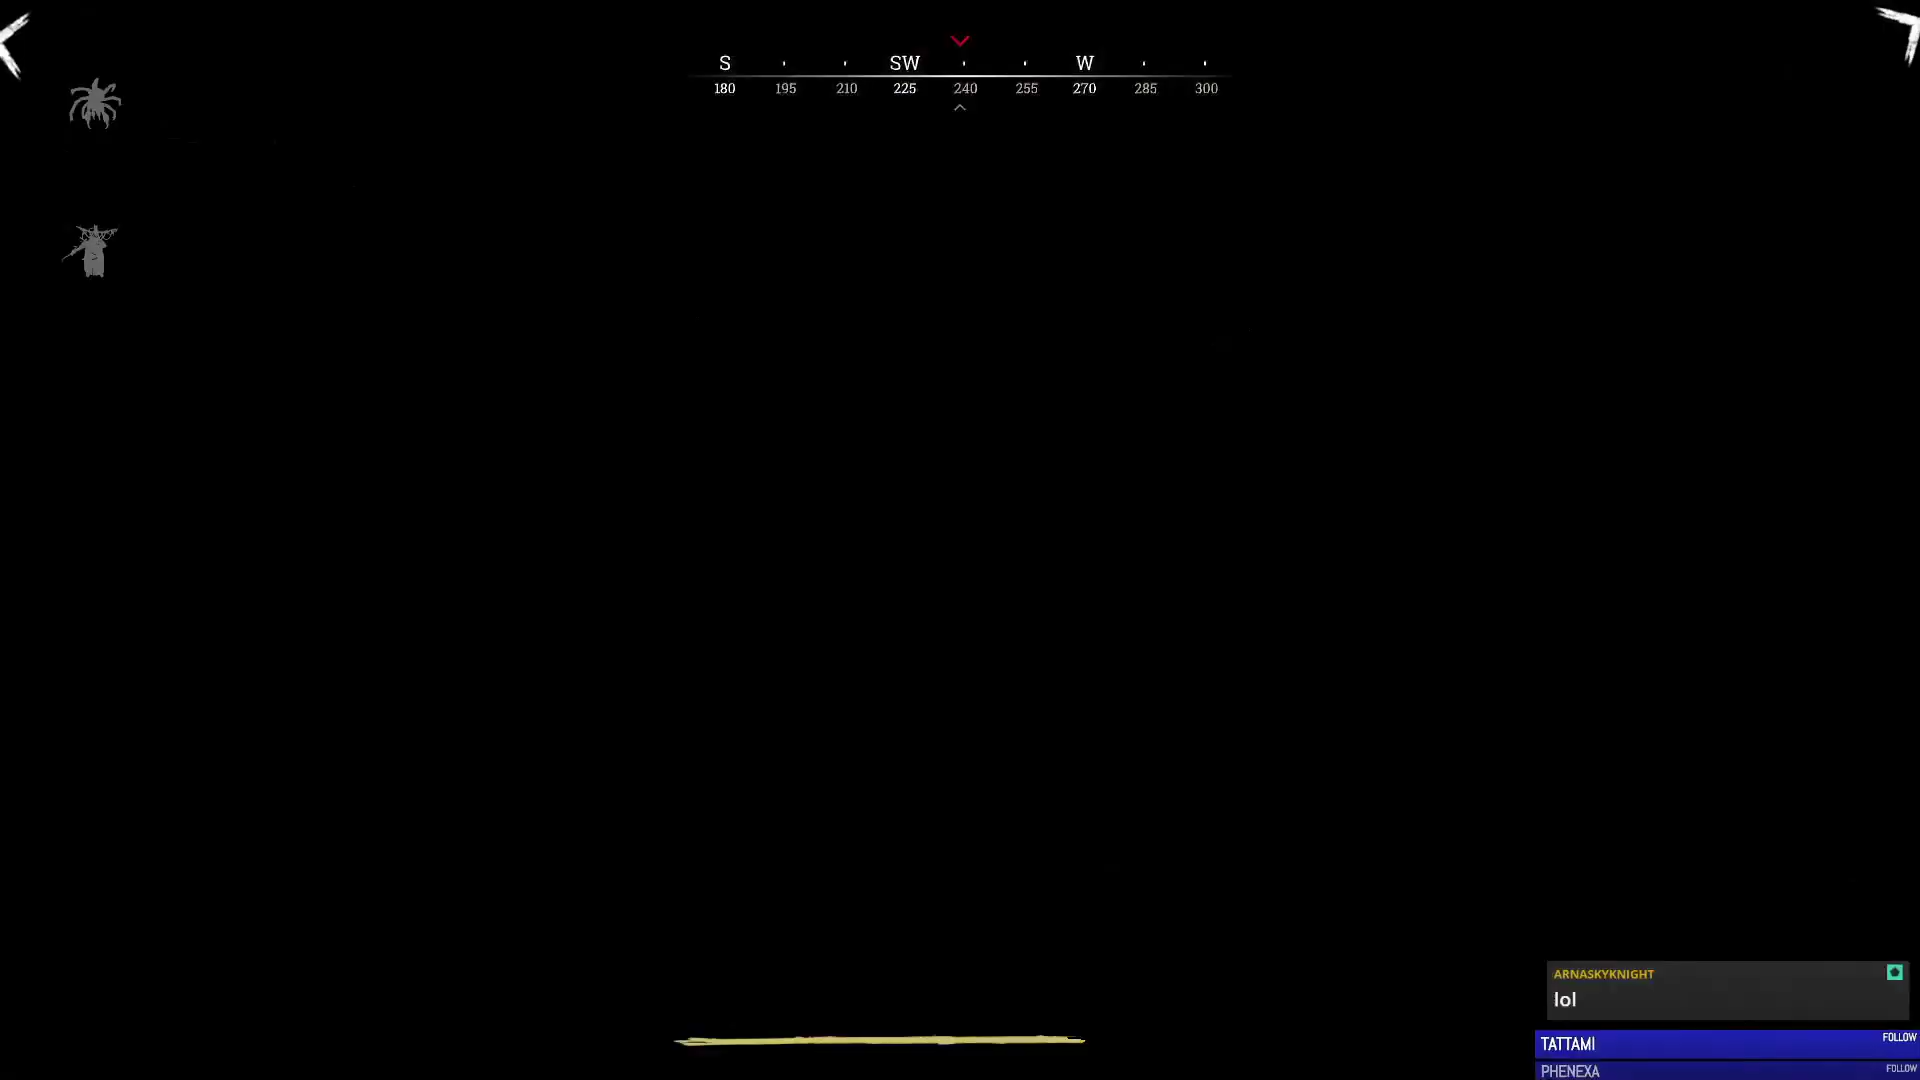 S SW W
180 195 210 225 240 255 270 285 300
ARNASKYKNIGHT
lol
TATTAMI FOLLOW
PHENEXA FOLLOW